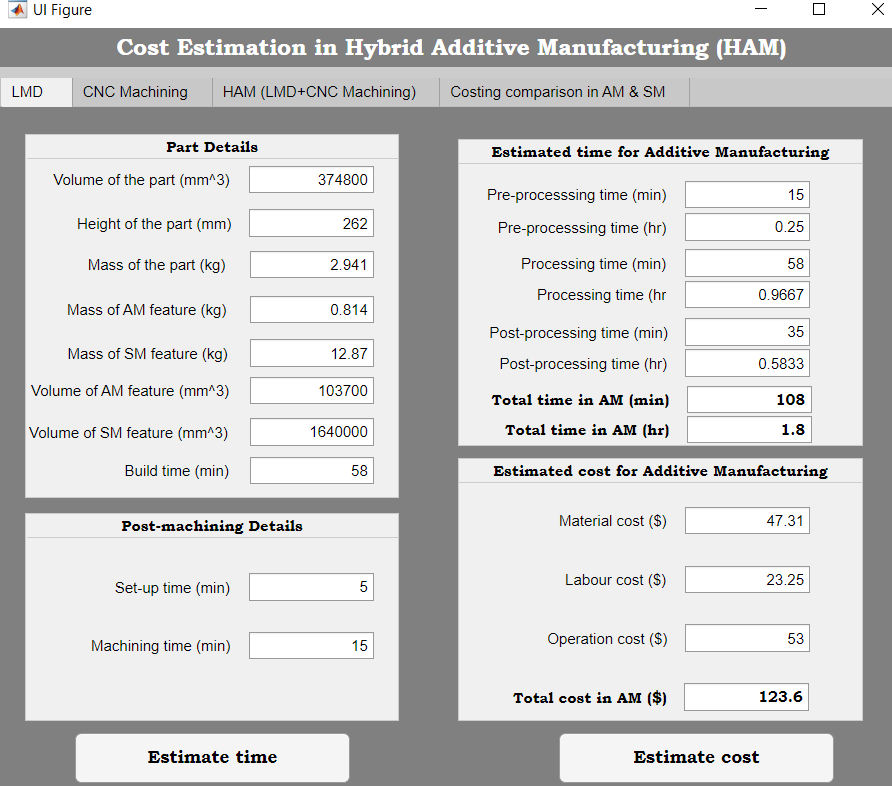 UI Figure
Cost Estimation in Hybrid Additive Manufacturing (HAM)
LMD CNC Machining HAM (LMD+CNC Machining) Costing comparison in AM & SM
Part Details
Volume of the part (mm^3) 374800
Height of the part (mm) 262
Mass of the part (kg) 2.941
Mass of AM feature (kg) 0.814
Mass of SM feature (kg) 12.87
Volume of AM feature (mm^3) 103700
Volume of SM feature (mm^3) 1640000
Build time (min) 58
Post-machining Details
Set-up time (min) 5
Machining time (min) 15
Estimate time
Estimated time for Additive Manufacturing
Pre-processsing time (min) 15
Pre-processsing time (hr) 0.25
Processing time (min) 58
Processing time (hr 0.9667
Post-processing time (min) 35
Post-processing time (hr) 0.5833
Total time in AM (min) 108
Total time in AM (hr) 1.8
Estimated cost for Additive Manufacturing
Material cost ($) 47.31
Labour cost ($) 23.25
Operation cost ($) 53
Total cost in AM ($) 123.6
Estimate cost